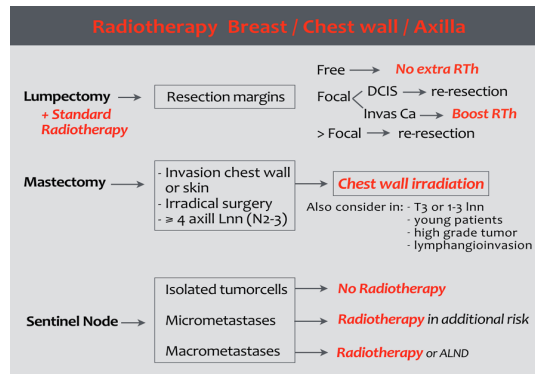 Radiotherapy Breast / Chest wall / Axilla
Free No extra RTh
Lumpectomy Resection margins Focal DCIS re-resection
+ Standard
Radiotherapy
Invas Ca Boost RTh
> Focal re-resection
Mastectomy
- Invasion chest wall
or skin
- Irradical surgery
- ≥ 4 axill Lnn (N2-3)
Chest wall irradiation
Also consider in: - T3 or 1-3 lnn
- young patients
- high grade tumor
- lymphangioinvasion
Sentinel Node
Isolated tumorcells No Radiotherapy
Micrometastases Radiotherapy in additional risk
Macrometastases Radiotherapy or ALND